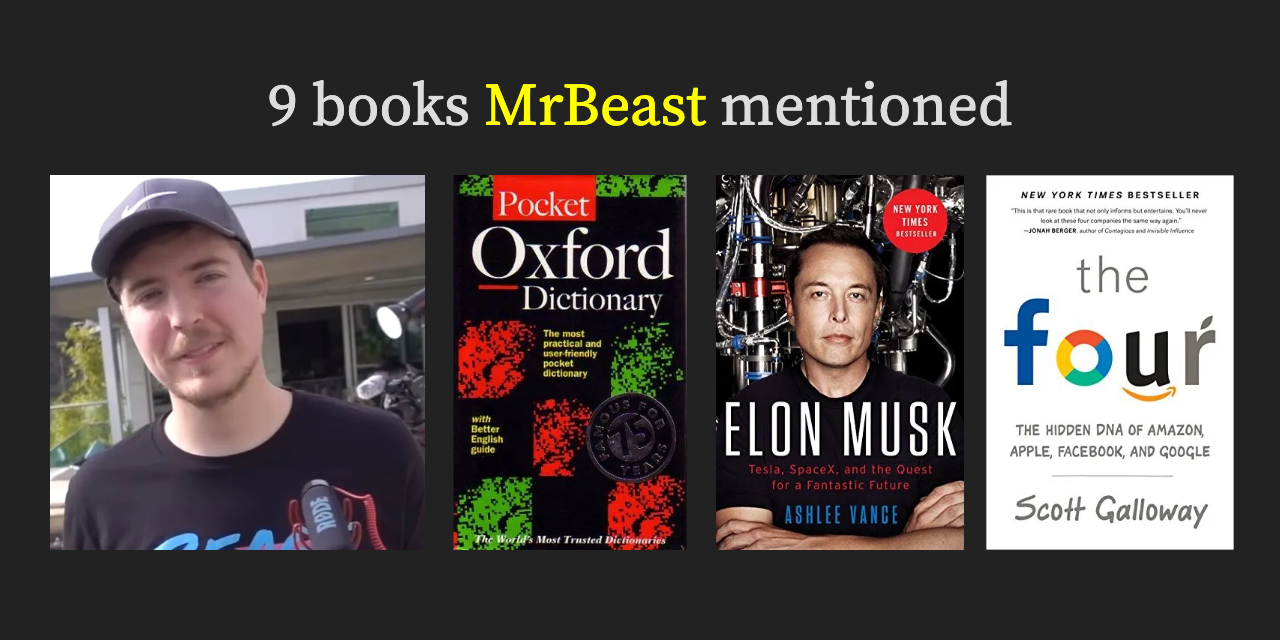 9 books MrBeast mentioned
RØDE
Pocket
Oxford
Dictionary
The most
practical and
user-friendly
pocket
dictionary
with
Better
English
guide
FAMOUS FOR
75
YEARS
The World's Most Trusted Dictionaries
NEW YORK
TIMES
BESTSELLER
ELON MUSK
Tesla, SpaceX, and the Quest
for a Fantastic Future
ASHLEE VANCE
NEW YORK TIMES BESTSELLER
"This is that rare book that not only informs but entertains. You'll never
look at these four companies the same way again."
—JONAH BERGER, author of Contagious and Invisible Influence
the
four
THE HIDDEN DNA OF AMAZON,
APPLE, FACEBOOK, AND GOOGLE
Scott Galloway